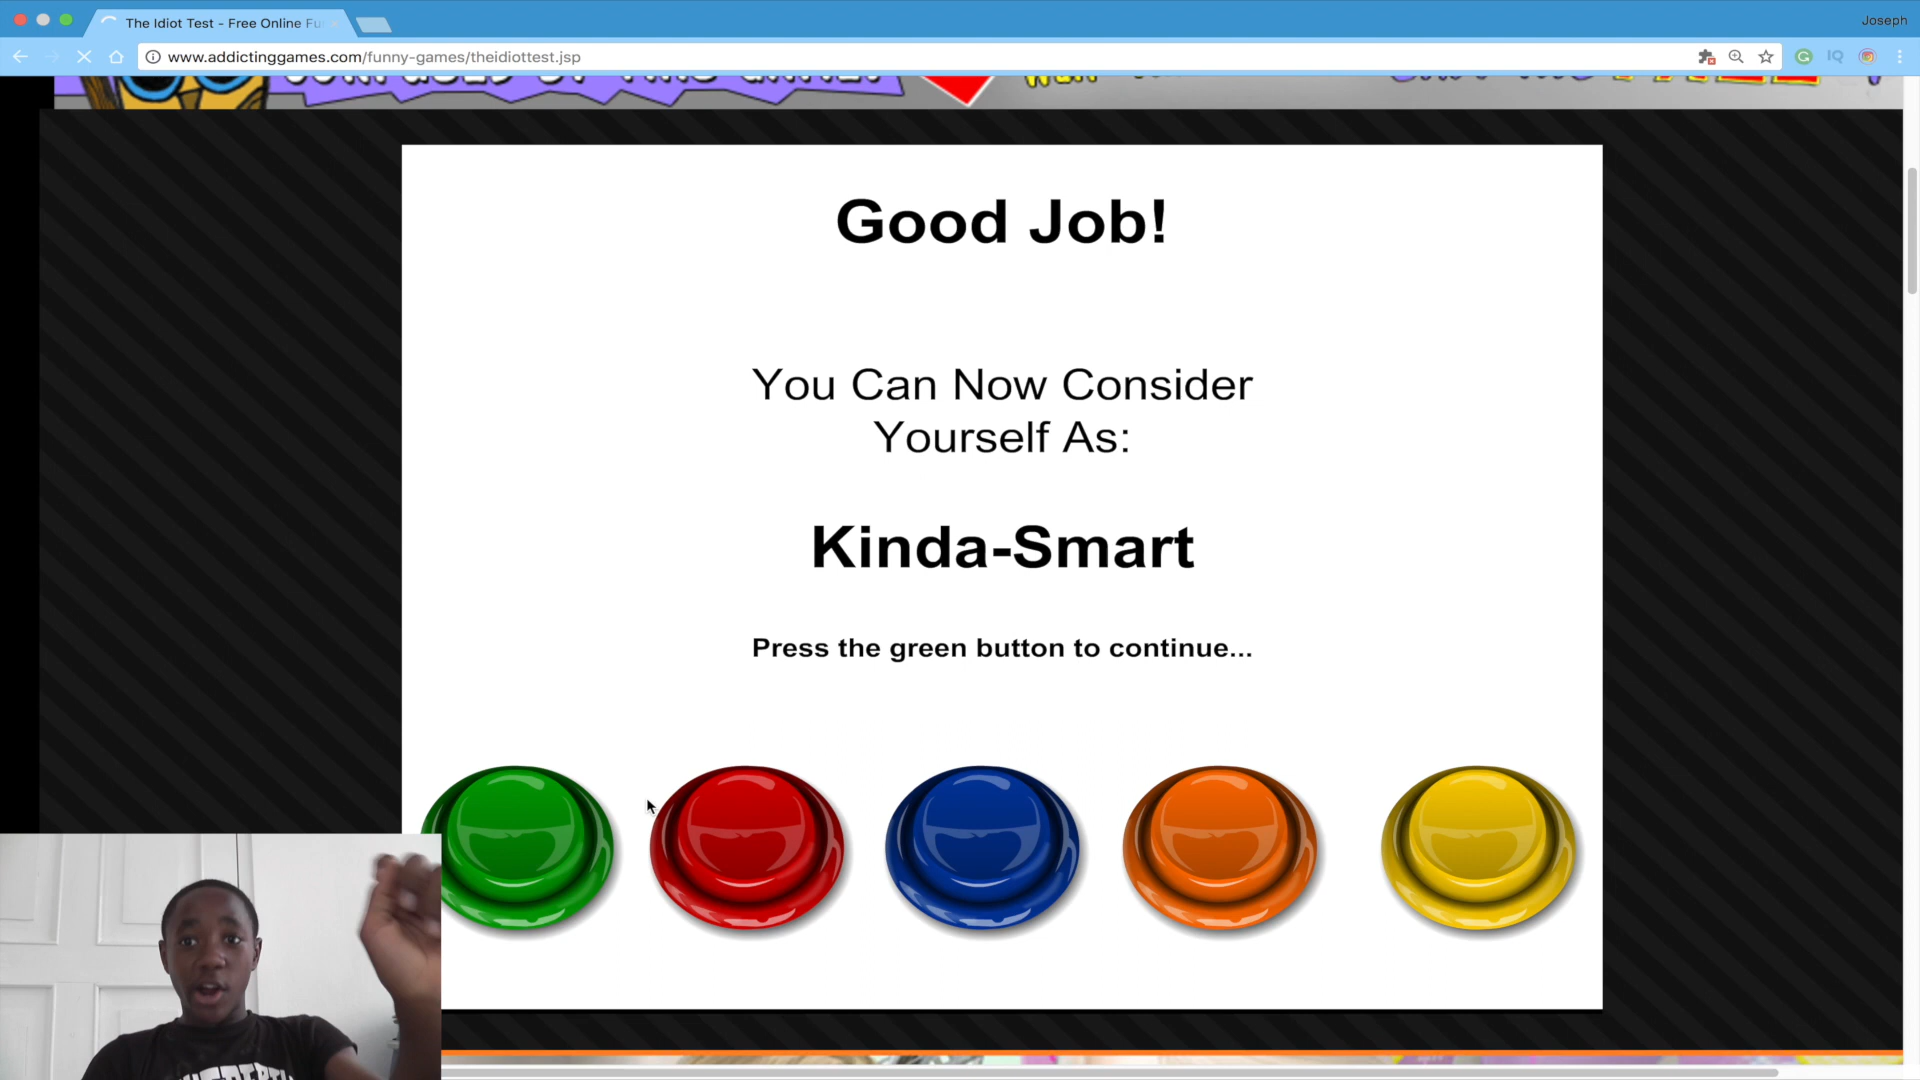 The Idiot Test - Free Online Fu
Joseph
www.addictinggames.com/funny-games/theidiottest.jsp
IQ
Good Job!
You Can Now Consider
Yourself As:
Kinda-Smart
Press the green button to continue...